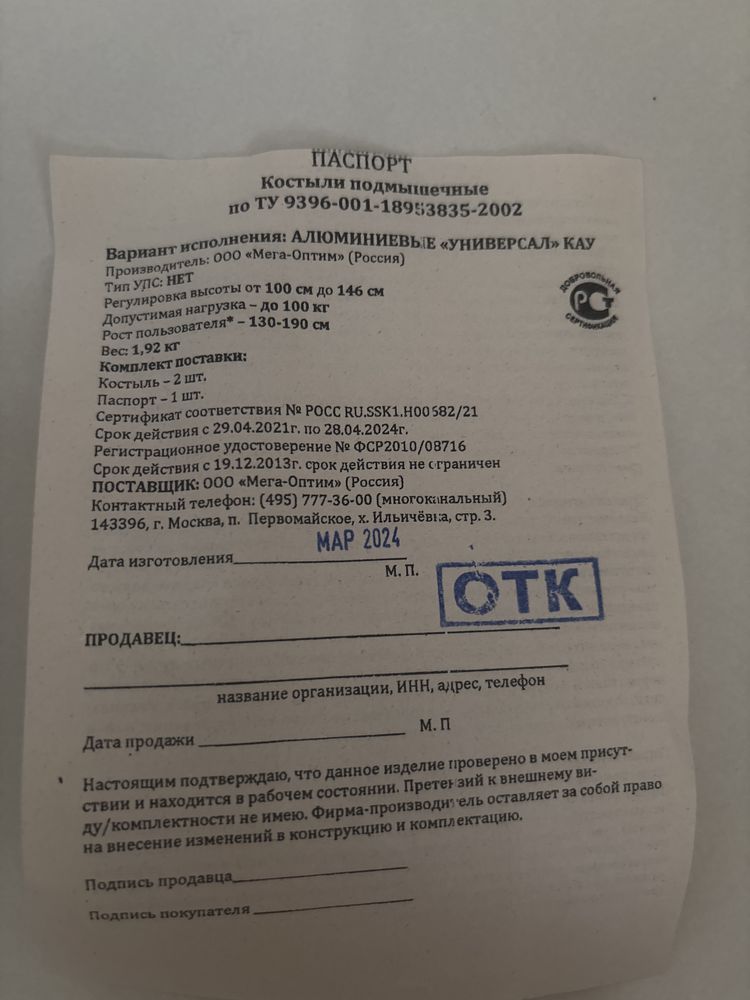 ПАСПОРТ
Костыли подмышечные
по ТУ 9396-001-18953835-2002
Вариант исполнения: АЛЮМИНИЕВЫЕ «УНИВЕРСАЛ» КАУ
Производитель: ООО «Мега-Оптим» (Россия)
Тип УПС: НЕТ
Регулировка высоты от 100 см до 146 см
Допустимая нагрузка – до 100 кг
Рост пользователя* – 130-190 см
Вес: 1,92 кг
Комплект поставки:
Костыль – 2 шт.
Паспорт – 1 шт.
Сертификат соответствия № РОСС RU.SSK1.H00582/21
Срок действия с 29.04.2021г. по 28.04.2024г.
Регистрационое удостоверение № ФСР2010/08716
Срок действия с 19.12.2013г. срок действия не ограничен
ПОСТАВЩИК: ООО «Мега-Оптим» (Россия)
Контактный телефон: (495) 777-36-00 (многоканальный)
143396, г. Москва, п. Первомайское, х. Ильичёвка, стр. 3.
ДОБРОВОЛЬНАЯ
РСТ
СЕРТИФИКАЦИЯ
Дата изготовления МАР 2024
М. П.
ОТК
ПРОДАВЕЦ:
название организации, ИНН, адрес, телефон
Дата продажи М. П
Настоящим подтверждаю, что данное изделие проверено в моем присут-
ствии и находится в рабочем состоянии. Претензий к внешнему ви-
ду/комплектности не имею. Фирма-производитель оставляет за собой право
на внесение изменений в конструкцию и комплектацию.
Подпись продавца
Подпись покупателя